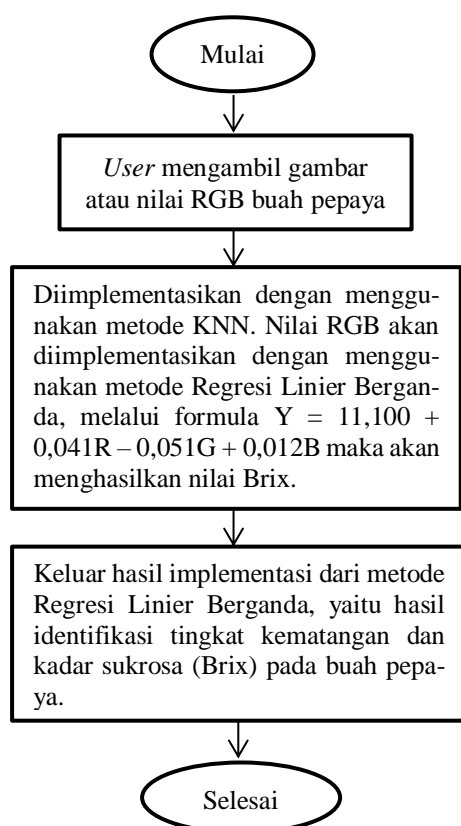 Mulai
User mengambil gambar
atau nilai RGB buah pepaya
Diimplementasikan dengan menggu-
nakan metode KNN. Nilai RGB akan
diimplementasikan dengan menggu-
nakan metode Regresi Linier Bergan-
da, melalui formula Y = 11,100 +
0,041R – 0,051G + 0,012B maka akan
menghasilkan nilai Brix.
Keluar hasil implementasi dari metode
Regresi Linier Berganda, yaitu hasil
identifikasi tingkat kematangan dan
kadar sukrosa (Brix) pada buah pepa-
ya.
Selesai